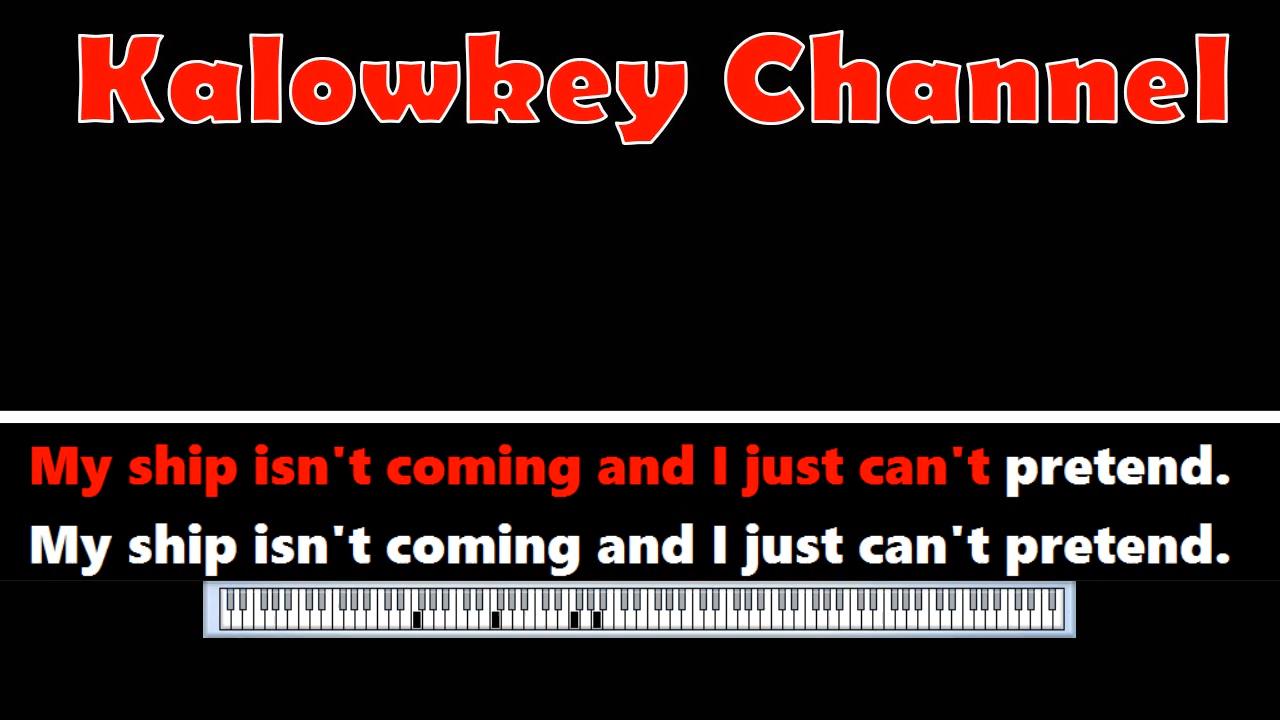 Kalowkey Channel
My ship isn't coming and I just can't pretend.
My ship isn't coming and I just can't pretend.